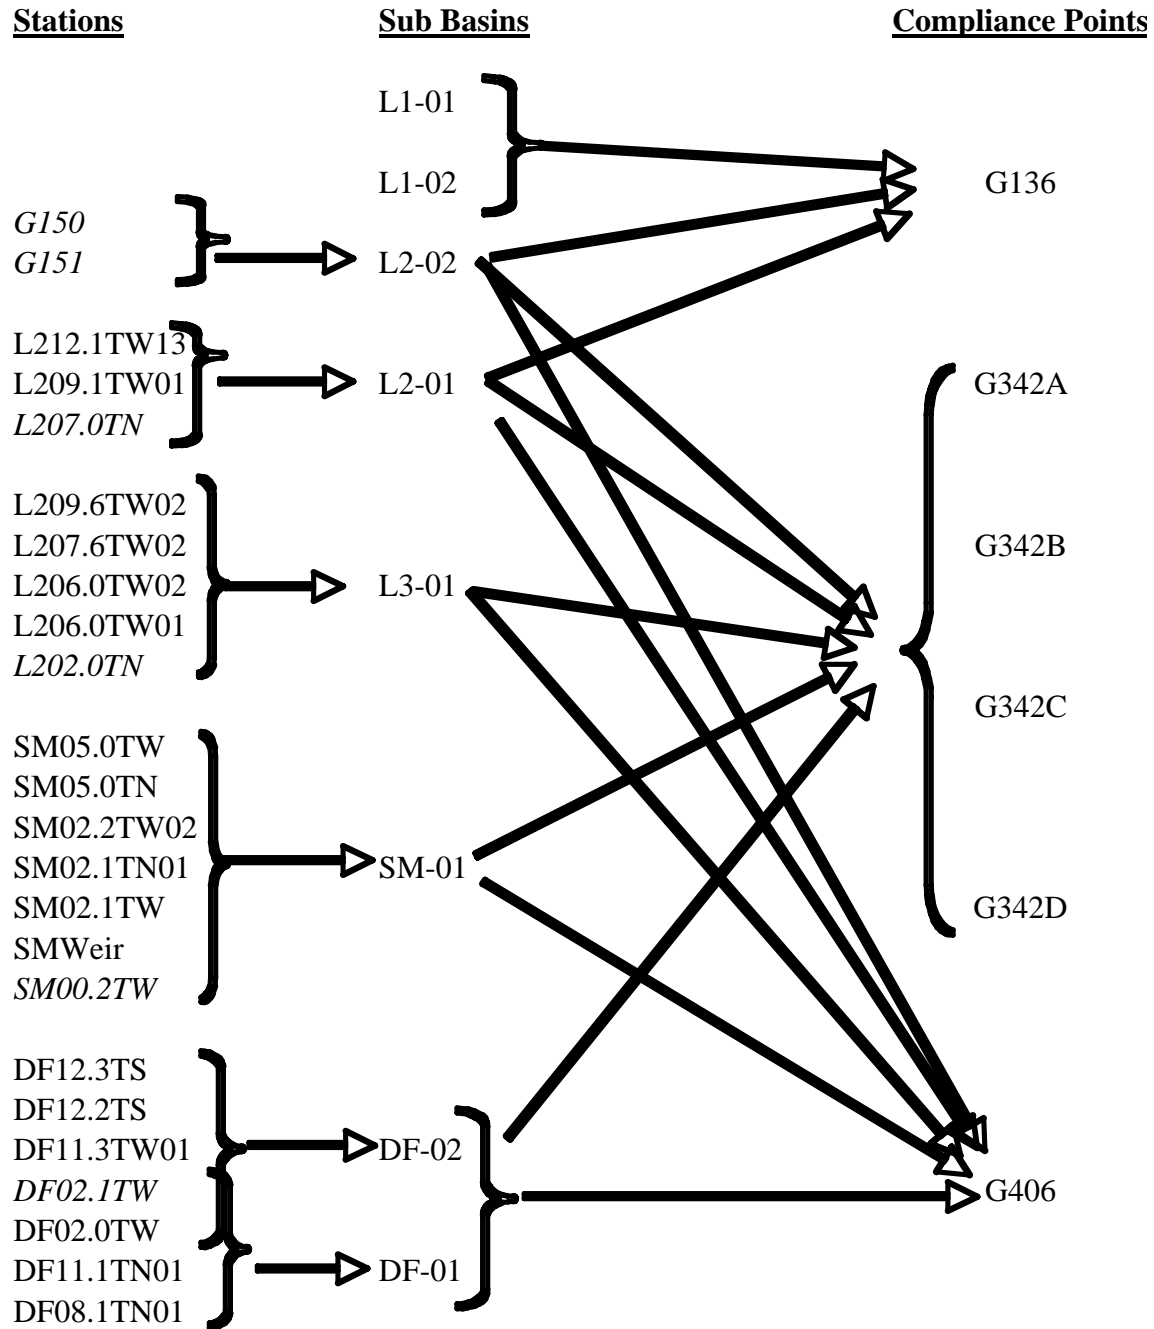 Stations
Sub Basins
Compliance Points
L1-01
L1-02
G136
G150
G151
L2-02
L212.1TW13
L209.1TW01
L207.0TN
L2-01
G342A
L209.6TW02
L207.6TW02
L206.0TW02
L206.0TW01
L202.0TN
L3-01
G342B
SM05.0TW
SM05.0TN
SM02.2TW02
SM02.1TN01
SM02.1TW
SMWeir
SM00.2TW
SM-01
G342C
G342D
DF12.3TS
DF12.2TS
DF11.3TW01
DF02.1TW
DF02.0TW
DF11.1TN01
DF08.1TN01
DF-02
DF-01
G406